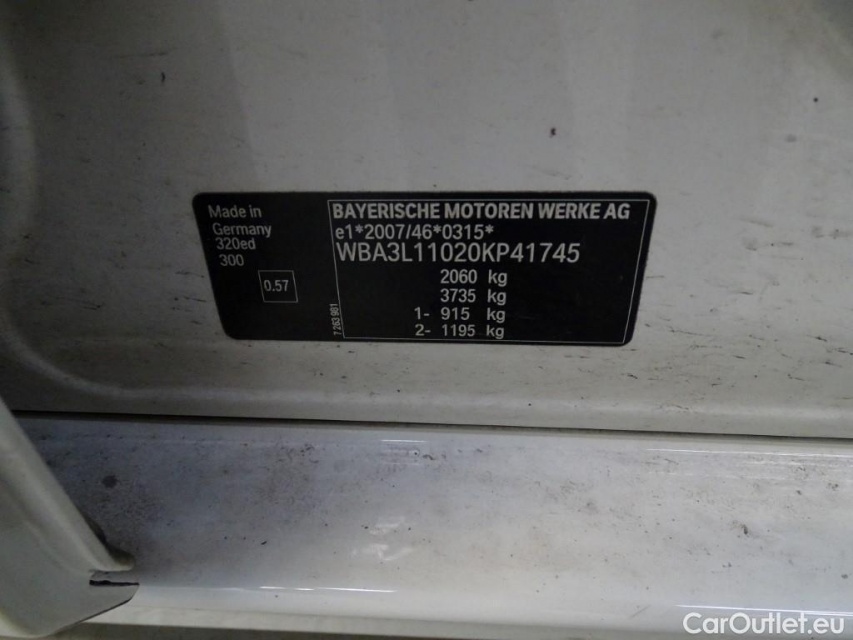 Made in
Germany
320ed
300
0.57
BAYERISCHE MOTOREN WERKE AG
e1*2007/46*0315*
WBA3L11020KP41745
2060 kg
3735 kg
1- 915 kg
2- 1195 kg
7 263 981
CarOutlet.eu